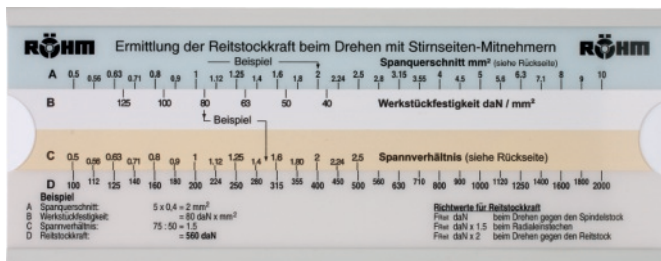 RÖHM Ermittlung der Reitstockkraft beim Drehen mit Stirnseiten-Mitnehmern RÖHM
Beispiel Spanquerschnitt mm² (siehe Rückseite)
A 0.5 0,56 0.63 0,71 0.8 0,9 1 1.12 1.25 1.4 1.6 1.8 2 2.24 2.5 2,8 3.15 3.55 4 4,5 5 5.6 6.3 7,1 8 9 10
B 125 100 80 63 50 40 Werkstückfestigkeit daN / mm²
Beispiel
C 0.5 0,56 0.63 0,71 0.8 0,9 1 1.12 1.25 1.4 1.6 1.80 2 2.24 2.5 Spannverhältnis (siehe Rückseite)
D 100 112 125 140 160 180 200 224 250 280 315 355 400 450 500 560 630 710 800 900 1000 1120 1250 1400 1600 1800 2000
Beispiel
A Spanquerschnitt: 5 x 0,4 = 2 mm²
B Werkstückfestigkeit: = 80 daN x mm²
C Spannverhältnis: 75 : 50 = 1.5
D Reitstockkraft: = 560 daN
Richtwerte für Reitstockkraft
FReit daN beim Drehen gegen den Spindelstock
FReit daN x 1.5 beim Radialeinstechen
FReit daN x 2 beim Drehen gegen den Reitstock